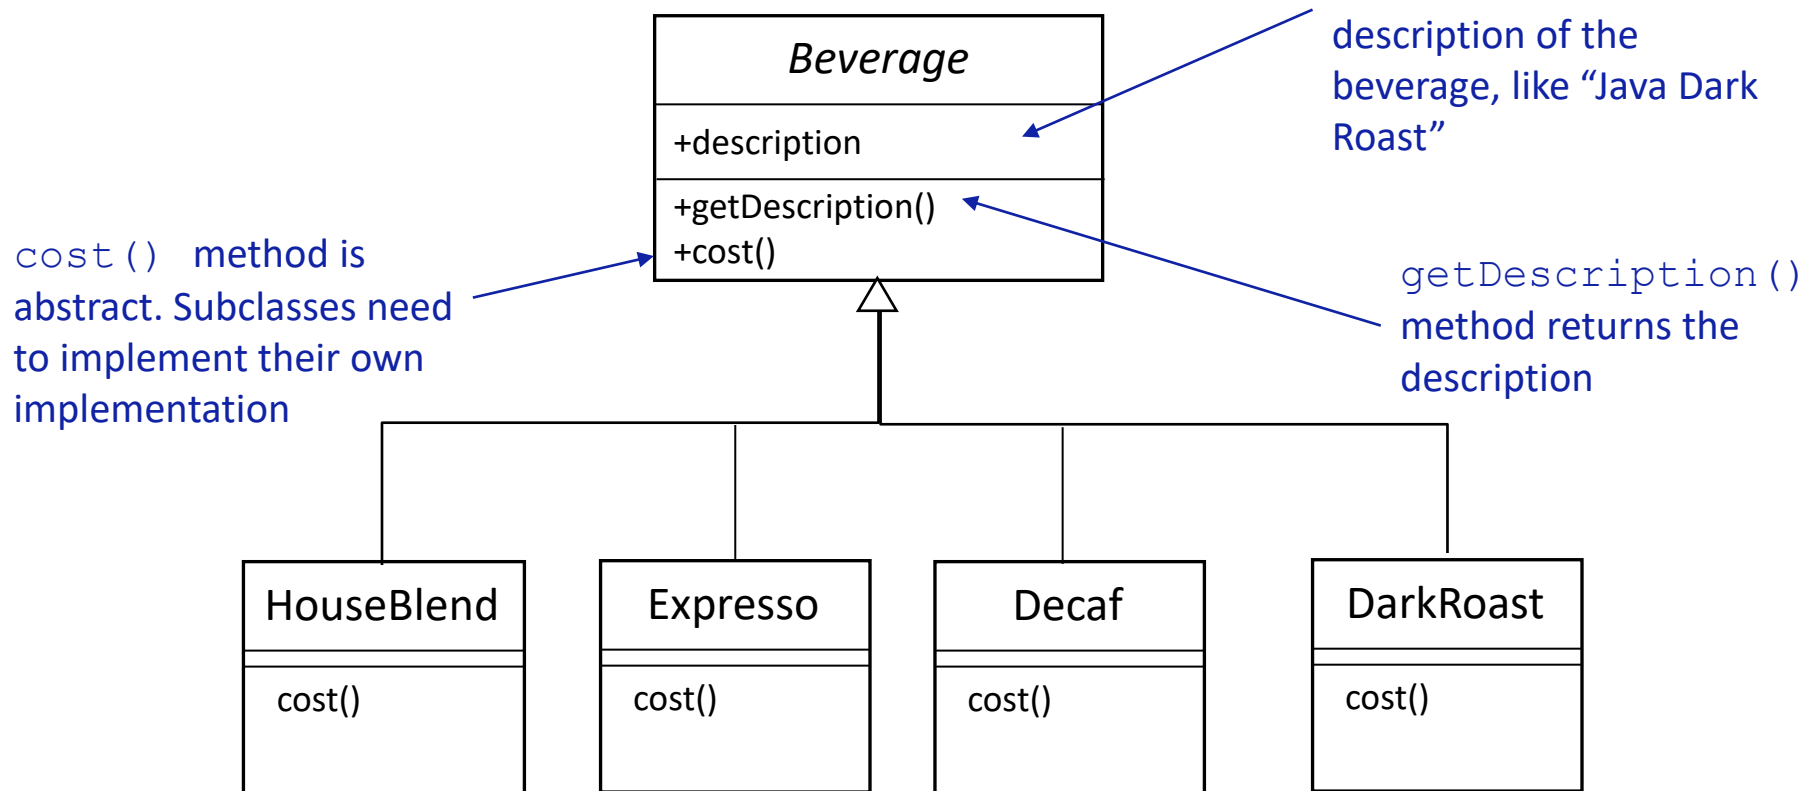 description of the
beverage, like “Java Dark
Roast”
Beverage
+description
+getDescription()
+cost()
cost() method is
abstract. Subclasses need
to implement their own
implementation
getDescription()
method returns the
description
HouseBlend
cost()
Expresso
cost()
Decaf
cost()
DarkRoast
cost()